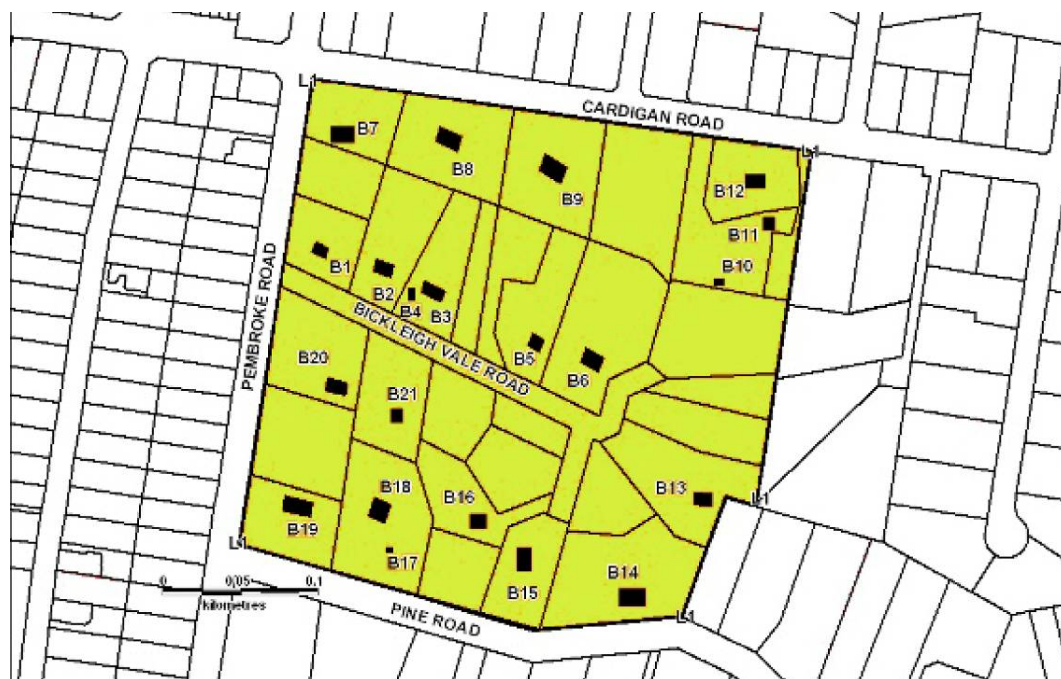 L1
CARDIGAN ROAD
B7
B8
L1
B9
B12
B11
B1
B2
B10
B4
B3
BICKLEIGH VALE ROAD
PEMBROKE ROAD
B5
B6
B20
B21
B13
L1
B18
B16
B19
L1
B17
B14
B15
0
0.05
0.1
kilometres
PINE ROAD
L1